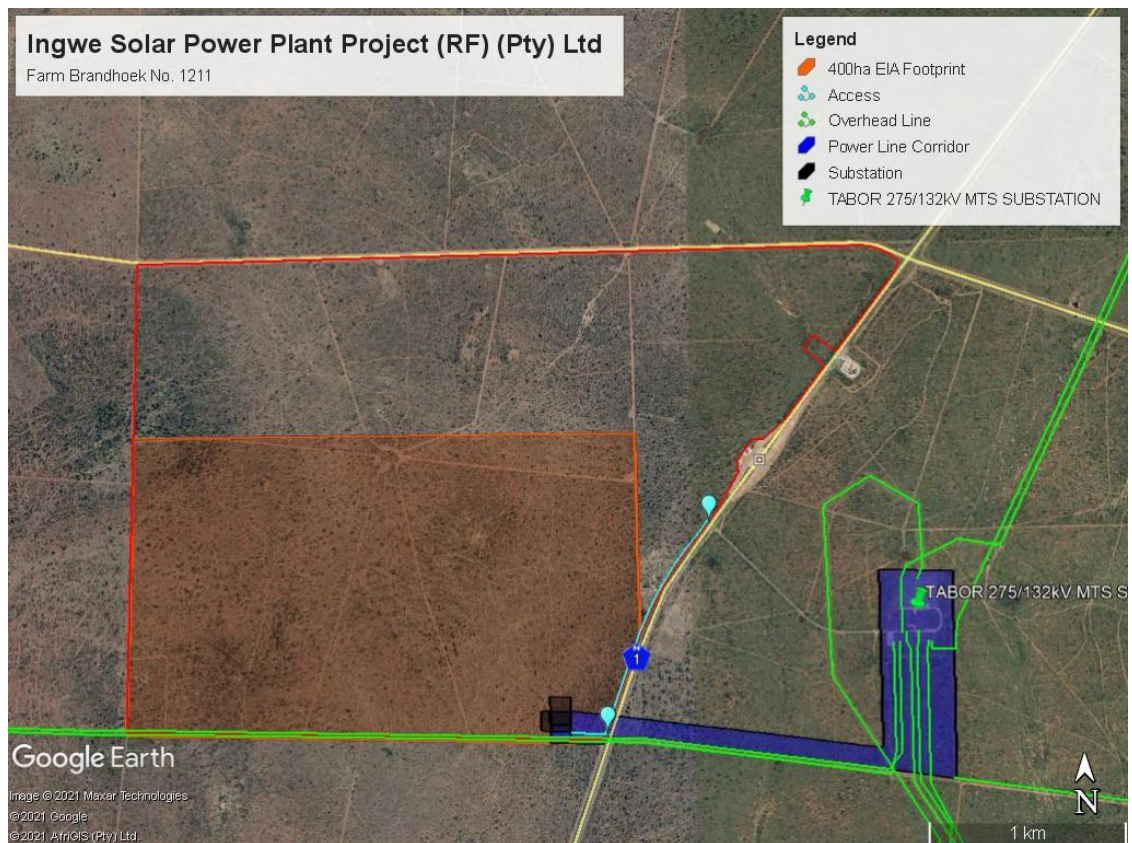 Ingwe Solar Power Plant Project (RF) (Pty) Ltd
Farm Brandhoek No. 1211
Legend
400ha EIA Footprint
Access
Overhead Line
Power Line Corridor
Substation
TABOR 275/132kV MTS SUBSTATION
TABOR 275/132kV MTS S
1
Google Earth
Image © 2021 Maxar Technologies
© 2021 Google
© 2021 AfriGIS (Pty) Ltd.
N
1 km